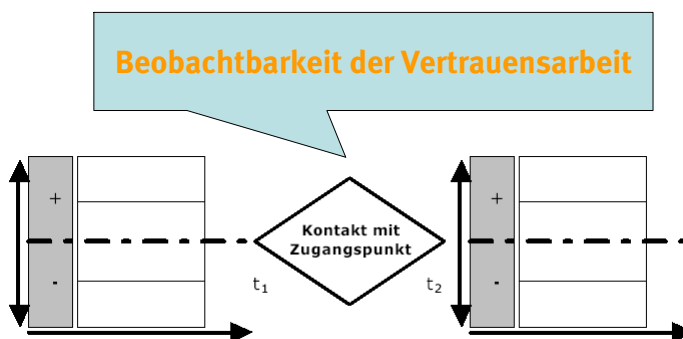 Beobachtbarkeit der Vertrauensarbeit
+
Kontakt mit
Zugangspunkt
+
-
t₁
t₂
-